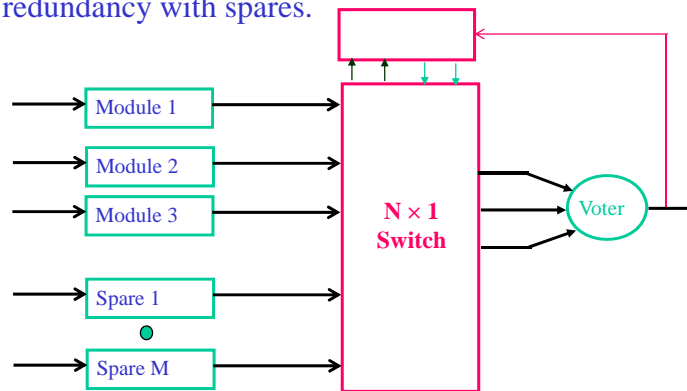 redundancy with spares.
Module 1
Module 2
Module 3
N × 1
Switch
Voter
Spare 1
Spare M